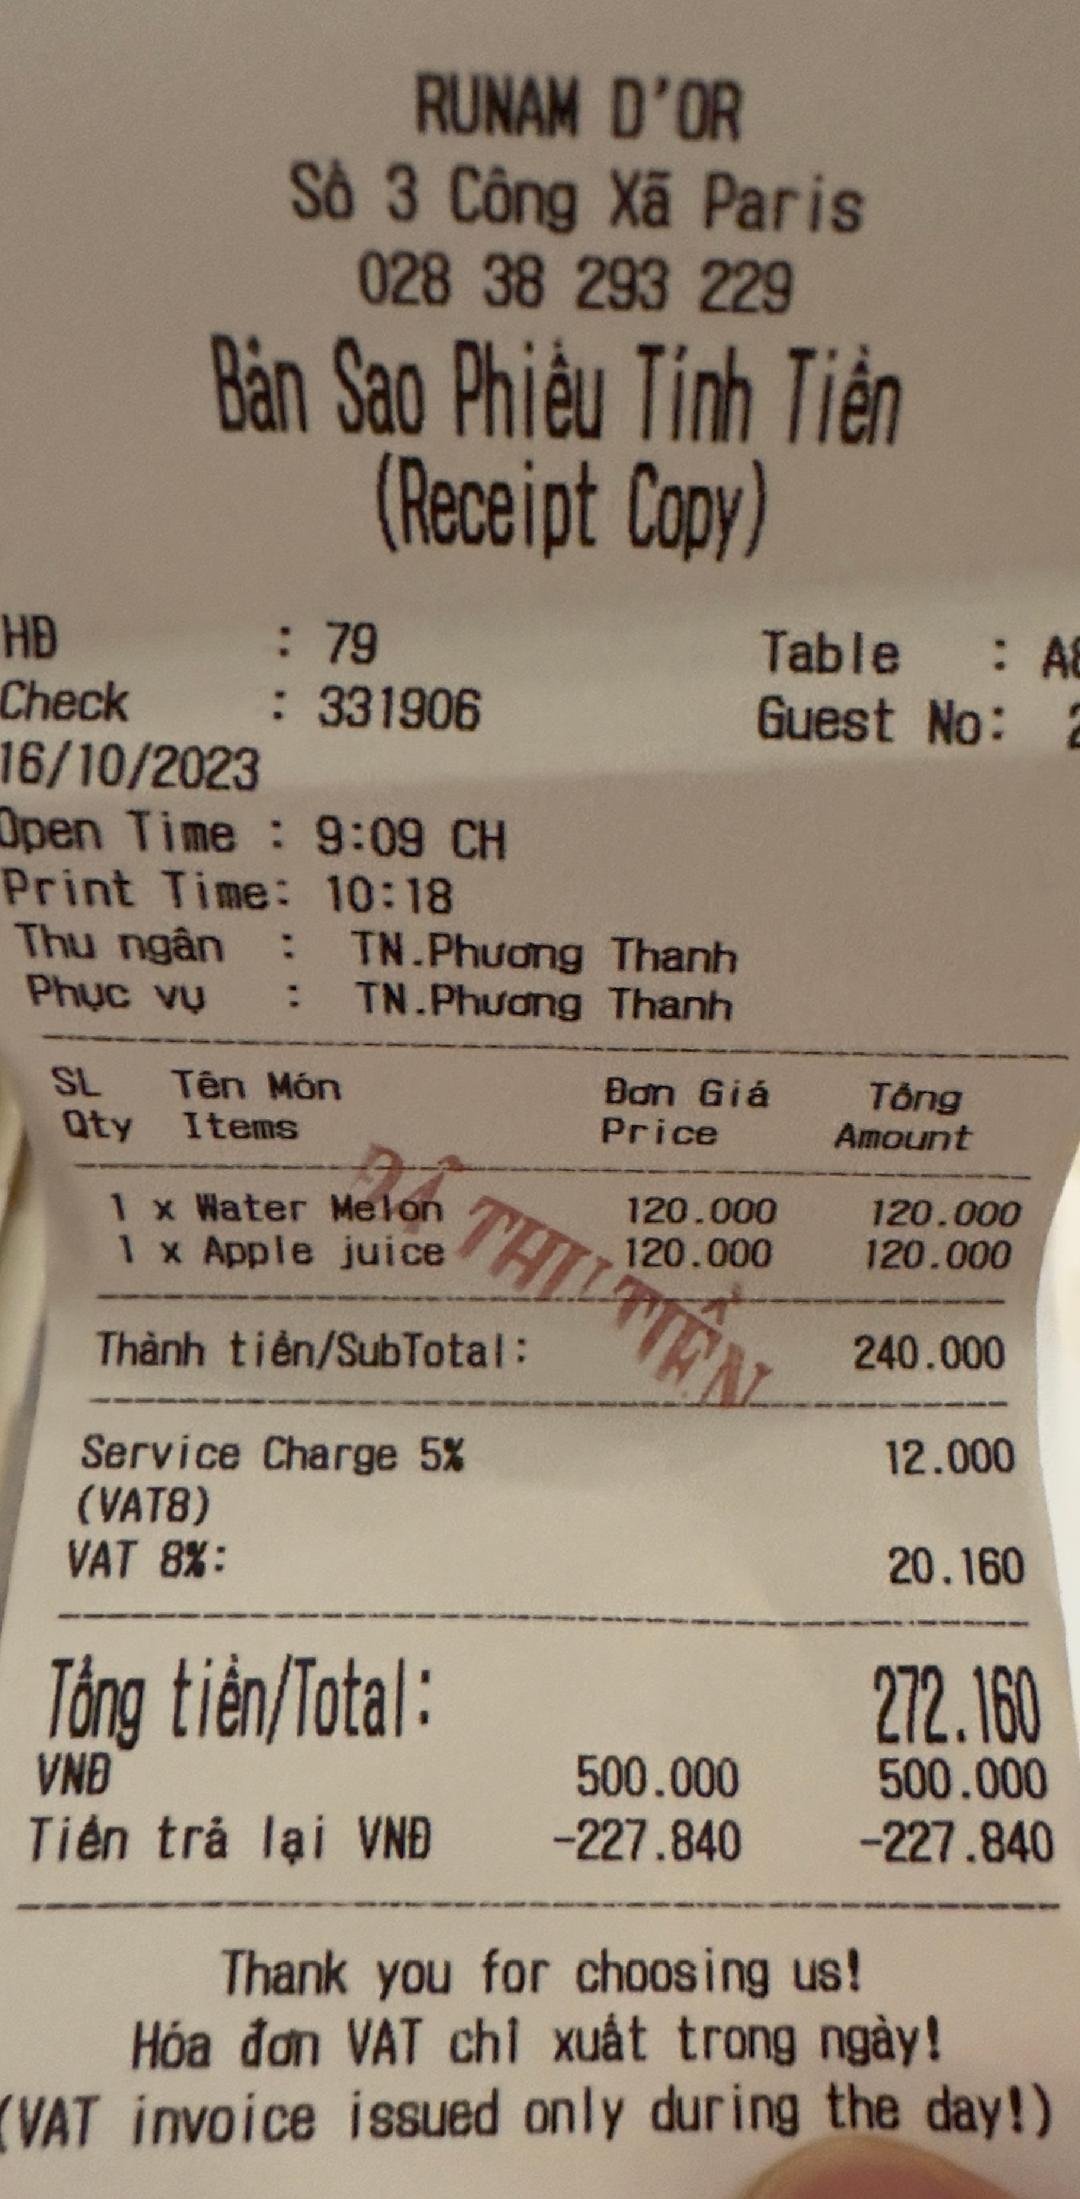 RUNAM D'OR
Số 3 Công Xã Paris
028 38 293 229
Bản Sao Phiếu Tính Tiền
(Receipt Copy)
HĐ : 79 Table :
Check : 331906 Guest No:
16/10/2023
Open Time : 9:09 CH
Print Time: 10:18
Thu ngân : TN.Phương Thanh
Phục vụ : TN.Phương Thanh
SL Tên Món Đơn Giá Tổng
Qty Items Price Amount
1 x Water Melon 120.000 120.000
1 x Apple juice 120.000 120.000
ĐÃ THU TIỀN
Thành tiền/SubTotal: 240.000
Service Charge 5% 12.000
(VAT8)
VAT 8%: 20.160
Tổng tiền/Total: 272.160
VNĐ 500.000 500.000
Tiền trả lại VNĐ -227.840 -227.840
Thank you for choosing us!
Hóa đơn VAT chỉ xuất trong ngày!
(VAT invoice issued only during the day!)